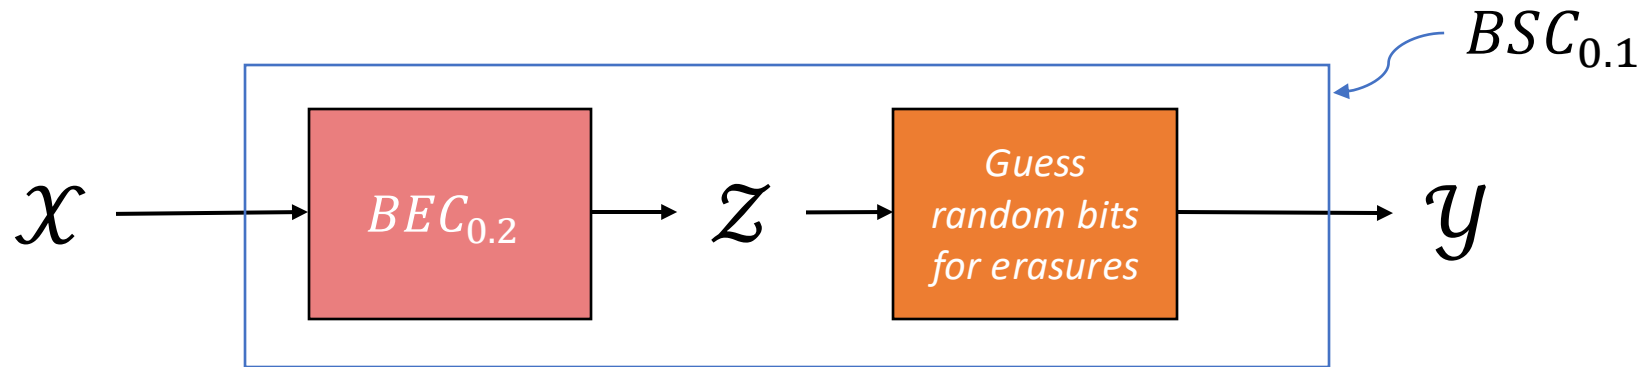 BSC0.1
𝒳
BEC0.2
𝒵
Guess
random bits
for erasures
𝒴